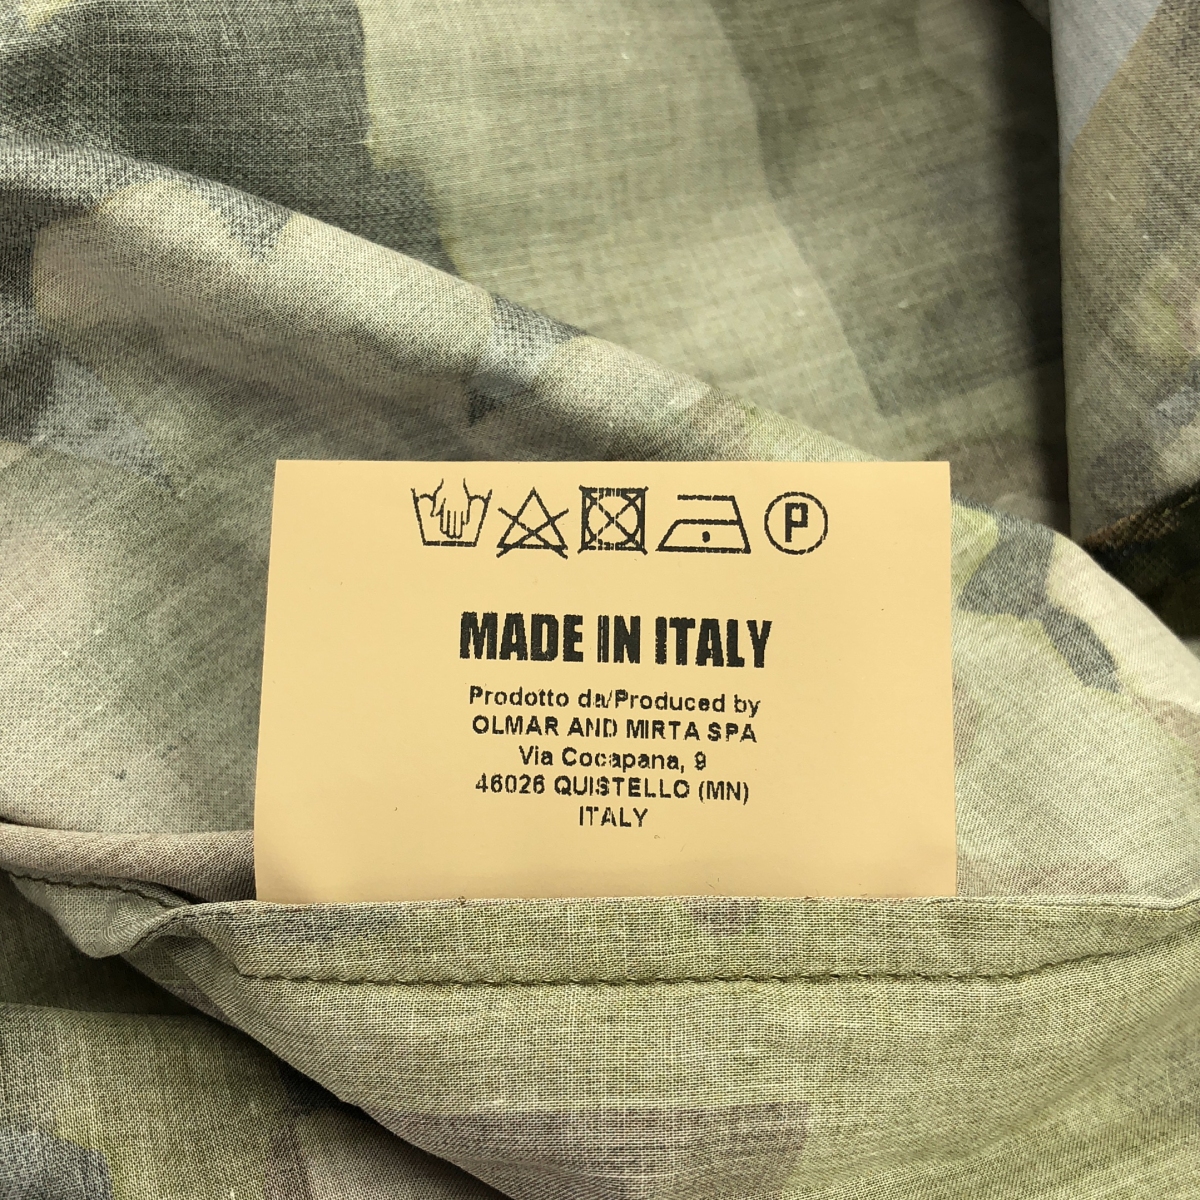 P
MADE IN ITALY
Prodotto da/Produced by
OLMAR AND MIRTA SPA
Via Cocapana, 9
46026 QUISTELLO (MN)
ITALY